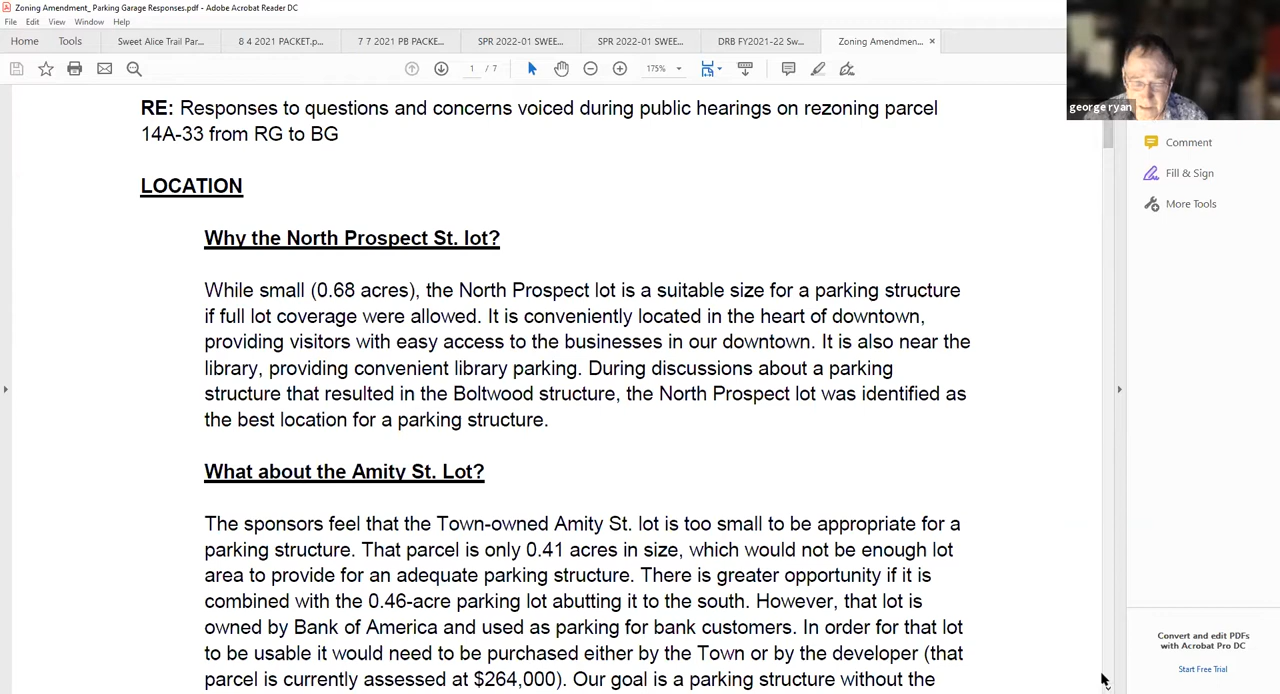 Zoning Amendment_ Parking Garage Responses.pdf - Adobe Acrobat Reader DC
File Edit View Window Help
Home Tools Sweet Alice Trail Par... 8 4 2021 PACKET.p... 7 7 2021 PB PACKE... SPR 2022-01 SWEE... SPR 2022-01 SWEE... DRB FY2021-22 Sw... Zoning Amendmen... ×
1 / 7 175%
george ryan
RE: Responses to questions and concerns voiced during public hearings on rezoning parcel
14A-33 from RG to BG
Comment
Fill & Sign
More Tools
LOCATION
Why the North Prospect St. lot?
While small (0.68 acres), the North Prospect lot is a suitable size for a parking structure
if full lot coverage were allowed. It is conveniently located in the heart of downtown,
providing visitors with easy access to the businesses in our downtown. It is also near the
library, providing convenient library parking. During discussions about a parking
structure that resulted in the Boltwood structure, the North Prospect lot was identified as
the best location for a parking structure.
What about the Amity St. Lot?
The sponsors feel that the Town-owned Amity St. lot is too small to be appropriate for a
parking structure. That parcel is only 0.41 acres in size, which would not be enough lot
area to provide for an adequate parking structure. There is greater opportunity if it is
combined with the 0.46-acre parking lot abutting it to the south. However, that lot is
owned by Bank of America and used as parking for bank customers. In order for that lot
to be usable it would need to be purchased either by the Town or by the developer (that
parcel is currently assessed at $264,000). Our goal is a parking structure without the
Convert and edit PDFs
with Acrobat Pro DC
Start Free Trial